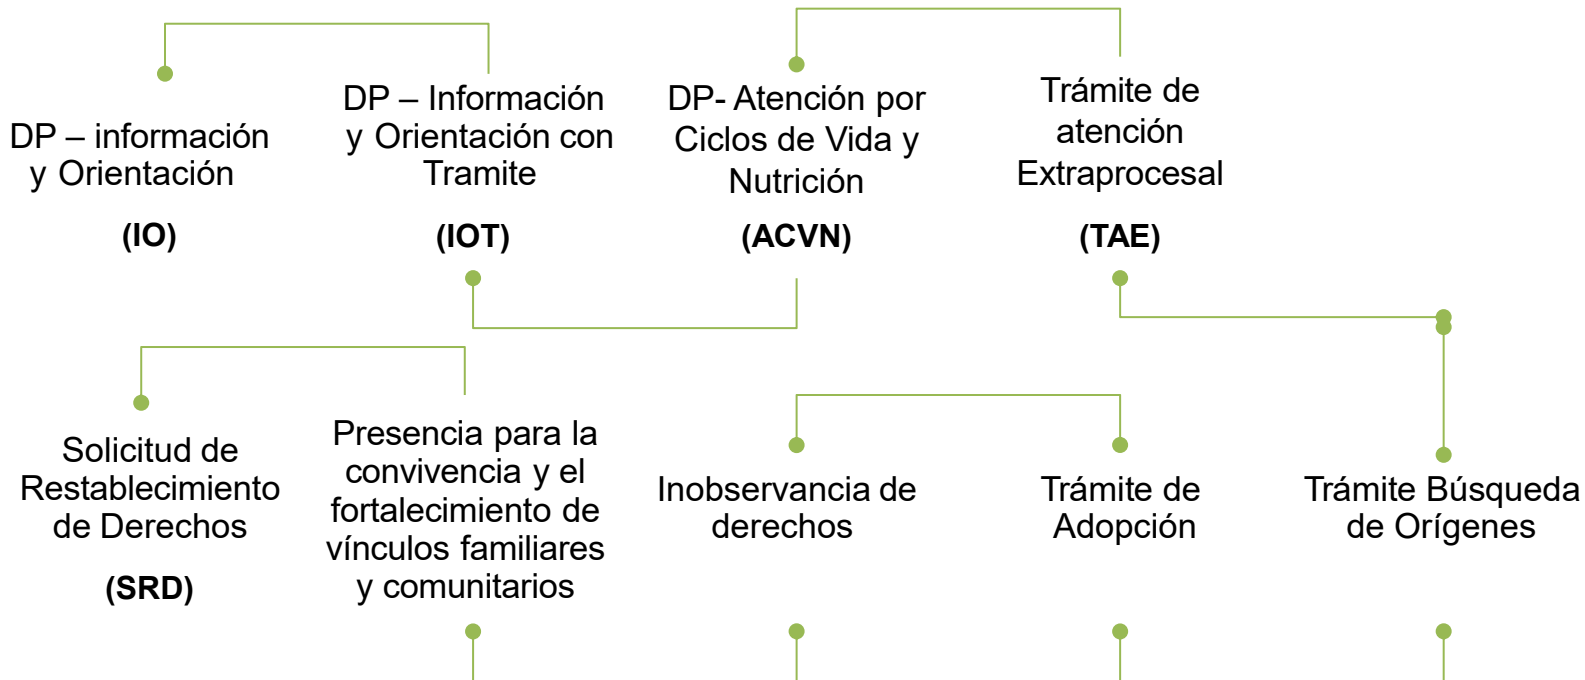 DP – información
y Orientación
(IO)
DP – Información
y Orientación con
Tramite
(IOT)
DP- Atención por
Ciclos de Vida y
Nutrición
(ACVN)
Trámite de
atención
Extraprocesal
(TAE)
Solicitud de
Restablecimiento
de Derechos
(SRD)
Presencia para la
convivencia y el
fortalecimiento de
vínculos familiares
y comunitarios
Inobservancia de
derechos
Trámite de
Adopción
Trámite Búsqueda
de Orígenes